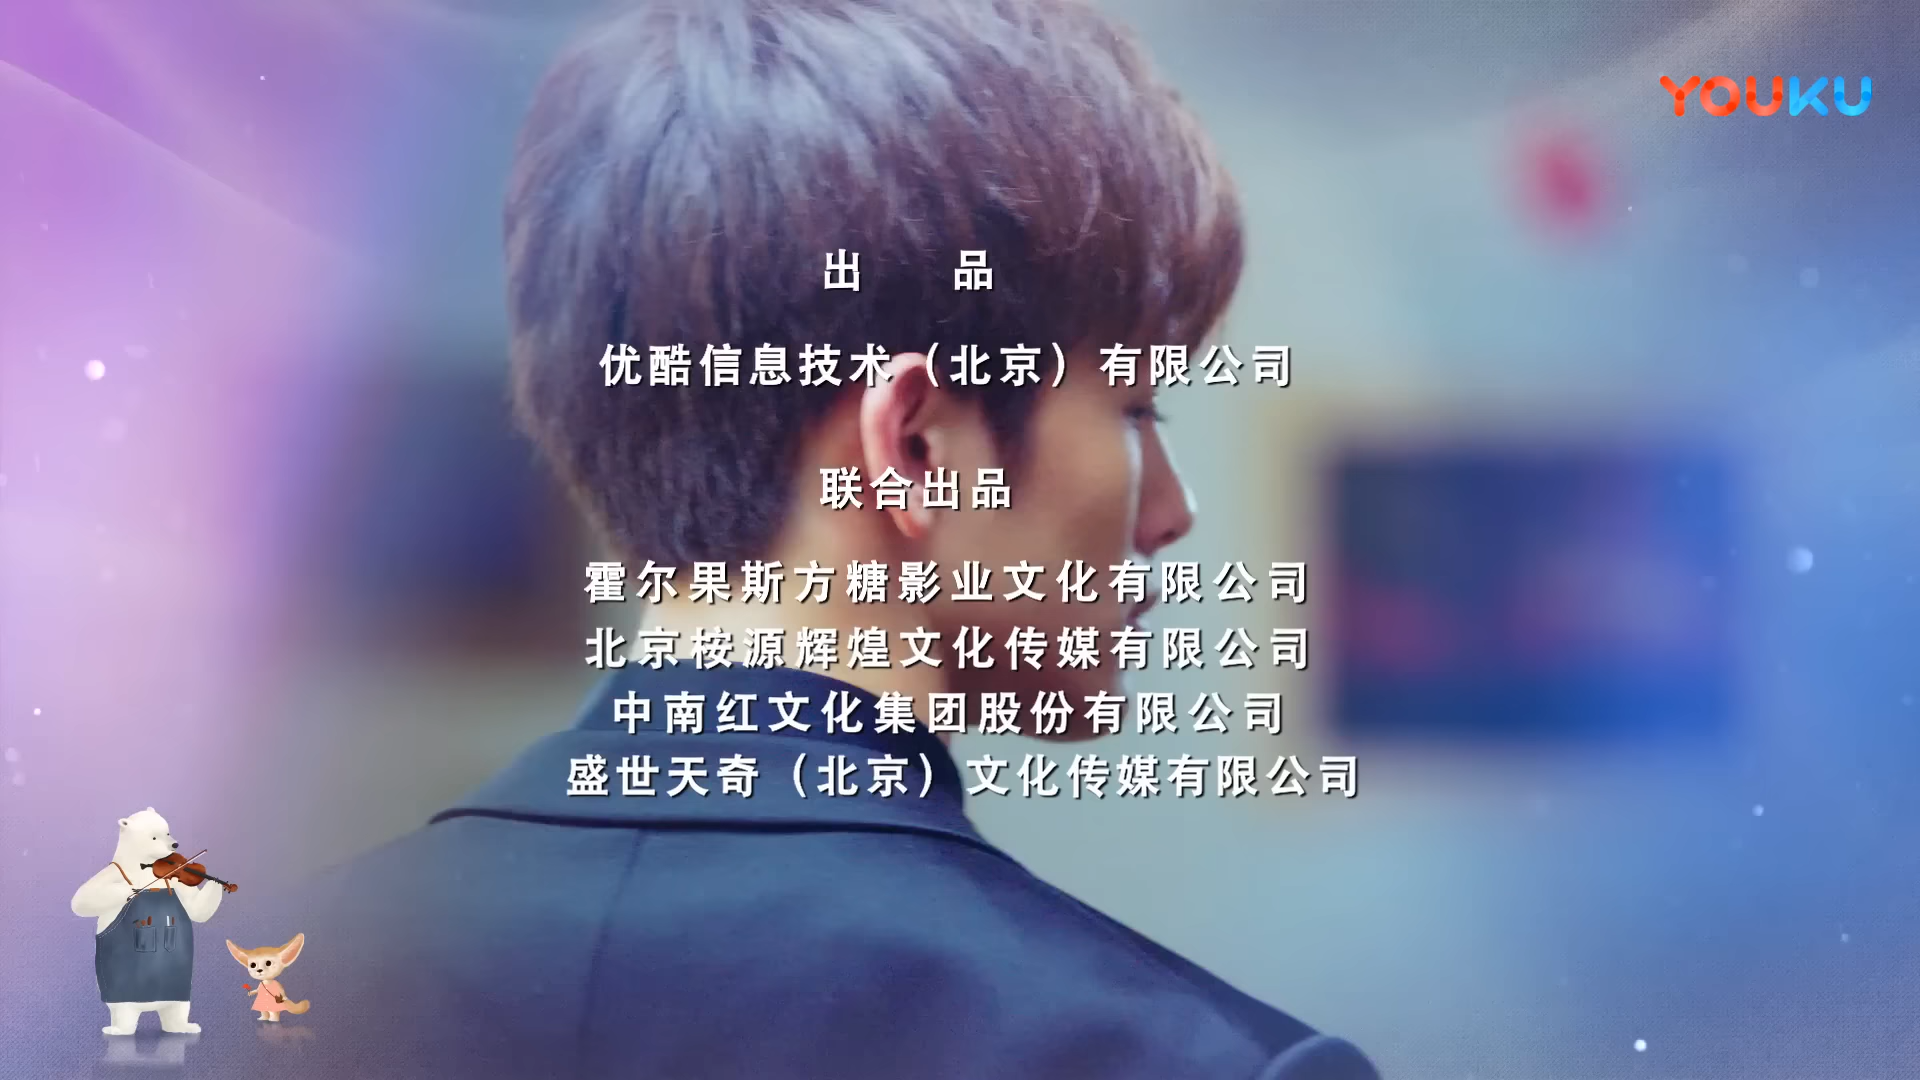 YOUKU
出 品
优酷信息技术（北京）有限公司
联合出品
霍尔果斯方糖影业文化有限公司
北京桉源辉煌文化传媒有限公司
中南红文化集团股份有限公司
盛世天奇（北京）文化传媒有限公司